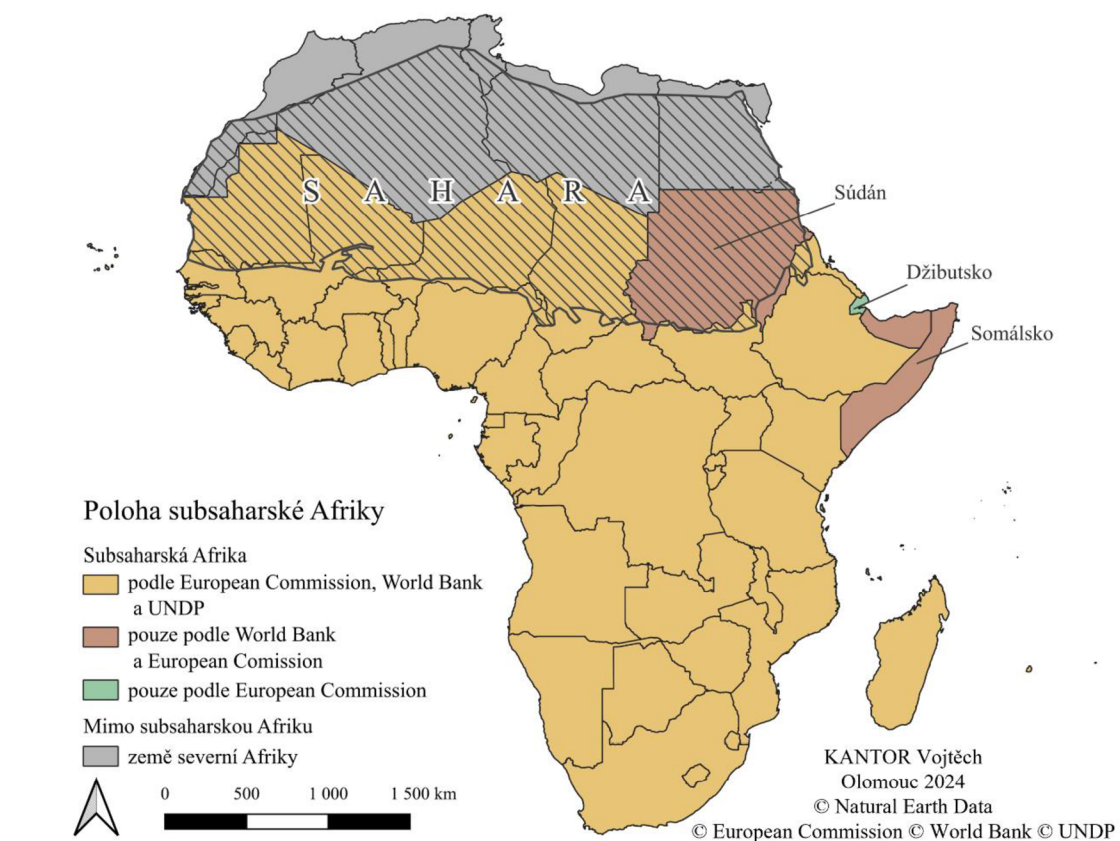 S A H A R A
Súdán
Džibutsko
Somálsko
Poloha subsaharské Afriky
Subsaharská Afrika
podle European Commission, World Bank
a UNDP
pouze podle World Bank
a European Comission
pouze podle European Commission
Mimo subsaharskou Afriku
země severní Afriky
0 500 1 000 1 500 km
KANTOR Vojtěch
Olomouc 2024
© Natural Earth Data
© European Commission © World Bank © UNDP